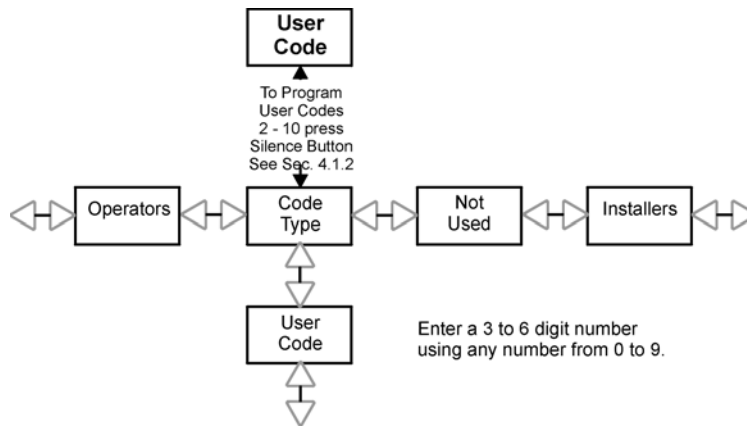 User
Code
To Program
User Codes
2 - 10 press
Silence Button
See Sec. 4.1.2
Operators
Code
Type
Not
Used
Installers
User
Code
Enter a 3 to 6 digit number
using any number from 0 to 9.